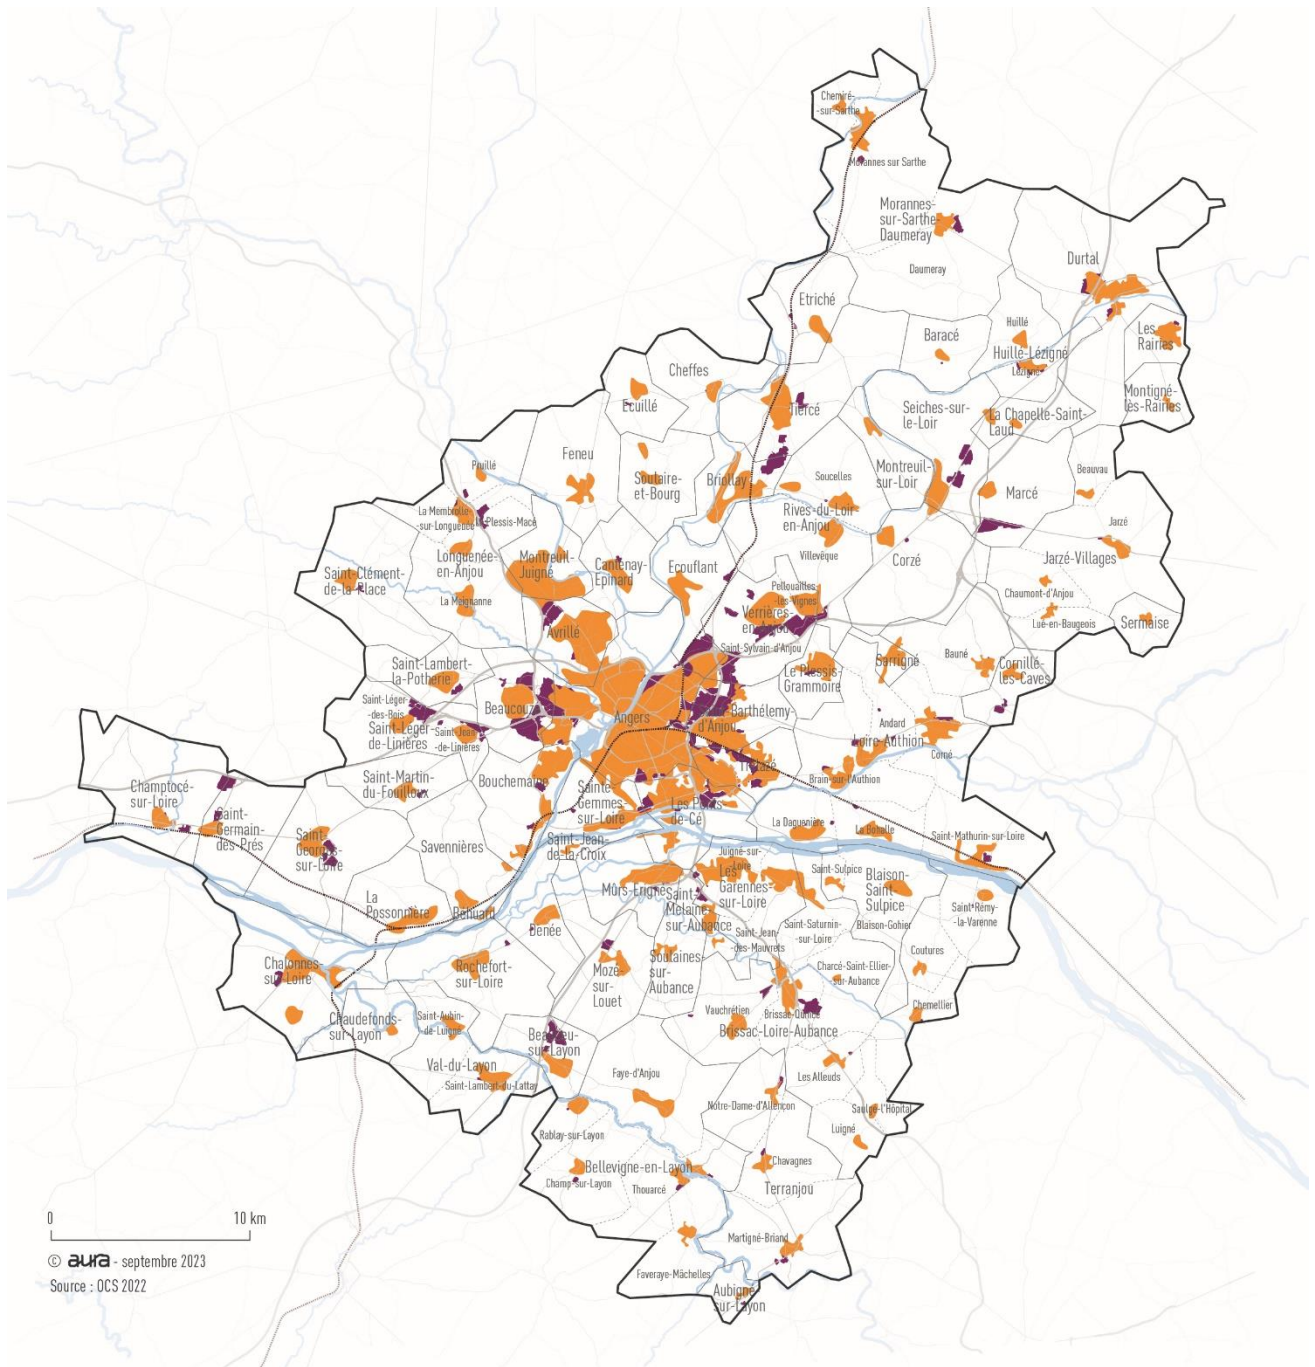 Chemiré-
-sur-Sarthe
Morannes sur Sarthe
Morannes-
sur-Sarthe-
Daumeray
Daumeray
Durtal
Etriché
Baracé
Huillé
Huillé-Lézigné
Lézigné
Les
Rairies
Montigné-
lès-Rairies
Cheffes
Ecuillé
Tiercé
Seiches-sur-
le-Loir
La Chapelle-Saint-
Laud
Feneu
Soulaire-
et-Bourg
Briollay
Soucelles
Montreuil-
sur-Loir
Marcé
Beauvau
Pruillé
La Membrolle-
-sur-Longuenée
Le Plessis-Macé
Rives-du-Loir
en-Anjou
Villevêque
Corzé
Jarzé
Jarzé-Villages
Longuenée-
en-Anjou
Montreuil-
Juigné
Cantenay-
Epinard
Ecouflant
Pellouailles-
-les-Vignes
Verrières-
en-Anjou
Chaumont-d'Anjou
Lué-en-Baugeois
Sermaise
Saint-Clément-
de-la-Place
La Meignanne
Avrillé
Saint-Sylvain-d'Anjou
Le Plessis-
Grammoire
Sarrigné
Bauné
Cornillé-
les-Caves
Saint-Lambert-
la-Potherie
Saint-Léger-
-des-Bois
Saint-Léger-
de-Linières
Saint-Jean
-de-Linières
Beaucouzé
Angers
Barthélemy-
d'Anjou
Andard
Loire-Authion
Corné
Trélazé
Brain-sur-l'Authion
Saint-Martin-
du-Fouilloux
Bouchemaine
Sainte-
Gemmes-
sur-Loire
Les Ponts-
de-Cé
Champtocé-
sur-Loire
Saint-
Germain-
des-Prés
Saint-
Georges-
sur-Loire
Savennières
Saint-Jean-
de-la-Croix
La Daguenière
La Bohalle
Saint-Mathurin-sur-Loire
Juigné-sur-
-Loire
Les
Garennes-
sur-Loire
Mûrs-Erigné
Saint-
Melaine-
sur-Aubance
Saint-Sulpice
Blaison-
Saint-
Sulpice
Saint-Rémy-
la-Varenne
La
Possonnière
Béhuard
Denée
Saint-Jean-
-des-Mauvrets
Saint-Saturnin-
-sur-Loire
Blaison-Gohier
Coutures
Chalonnes-
sur-Loire
Rochefort-
sur-Loire
Mozé-
sur-
Louet
Soulaines-
sur-
Aubance
Charcé-Saint-Ellier-
-sur-Aubance
Chemellier
Chaudefonds-
sur-Layon
Saint-Aubin-
de-Luigné
Beaulieu-
sur-Layon
Vauchrétien
Brissac-Quincé
Brissac-Loire-Aubance
Val-du-Layon
Saint-Lambert-du-Lattay
Faye-d'Anjou
Les Alleuds
Notre-Dame-d'Allençon
Saulgé-l'Hôpital
Luigné
Rablay-sur-Layon
Bellevigne-en-Layon
Champ-sur-Layon
Thouarcé
Chavagnes
Terranjou
Martigné-Briand
Faveraye-Mâchelles
Aubigné-
sur-Layon
0 10 km
© aura - septembre 2023
Source : OCS 2022